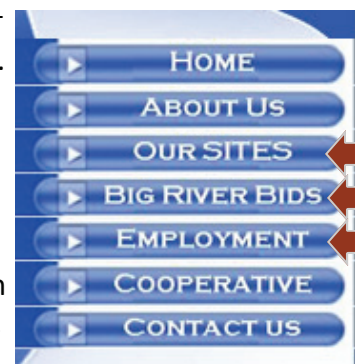 HOME
ABOUT US
OUR SITES
BIG RIVER BIDS
EMPLOYMENT
COOPERATIVE
CONTACT US